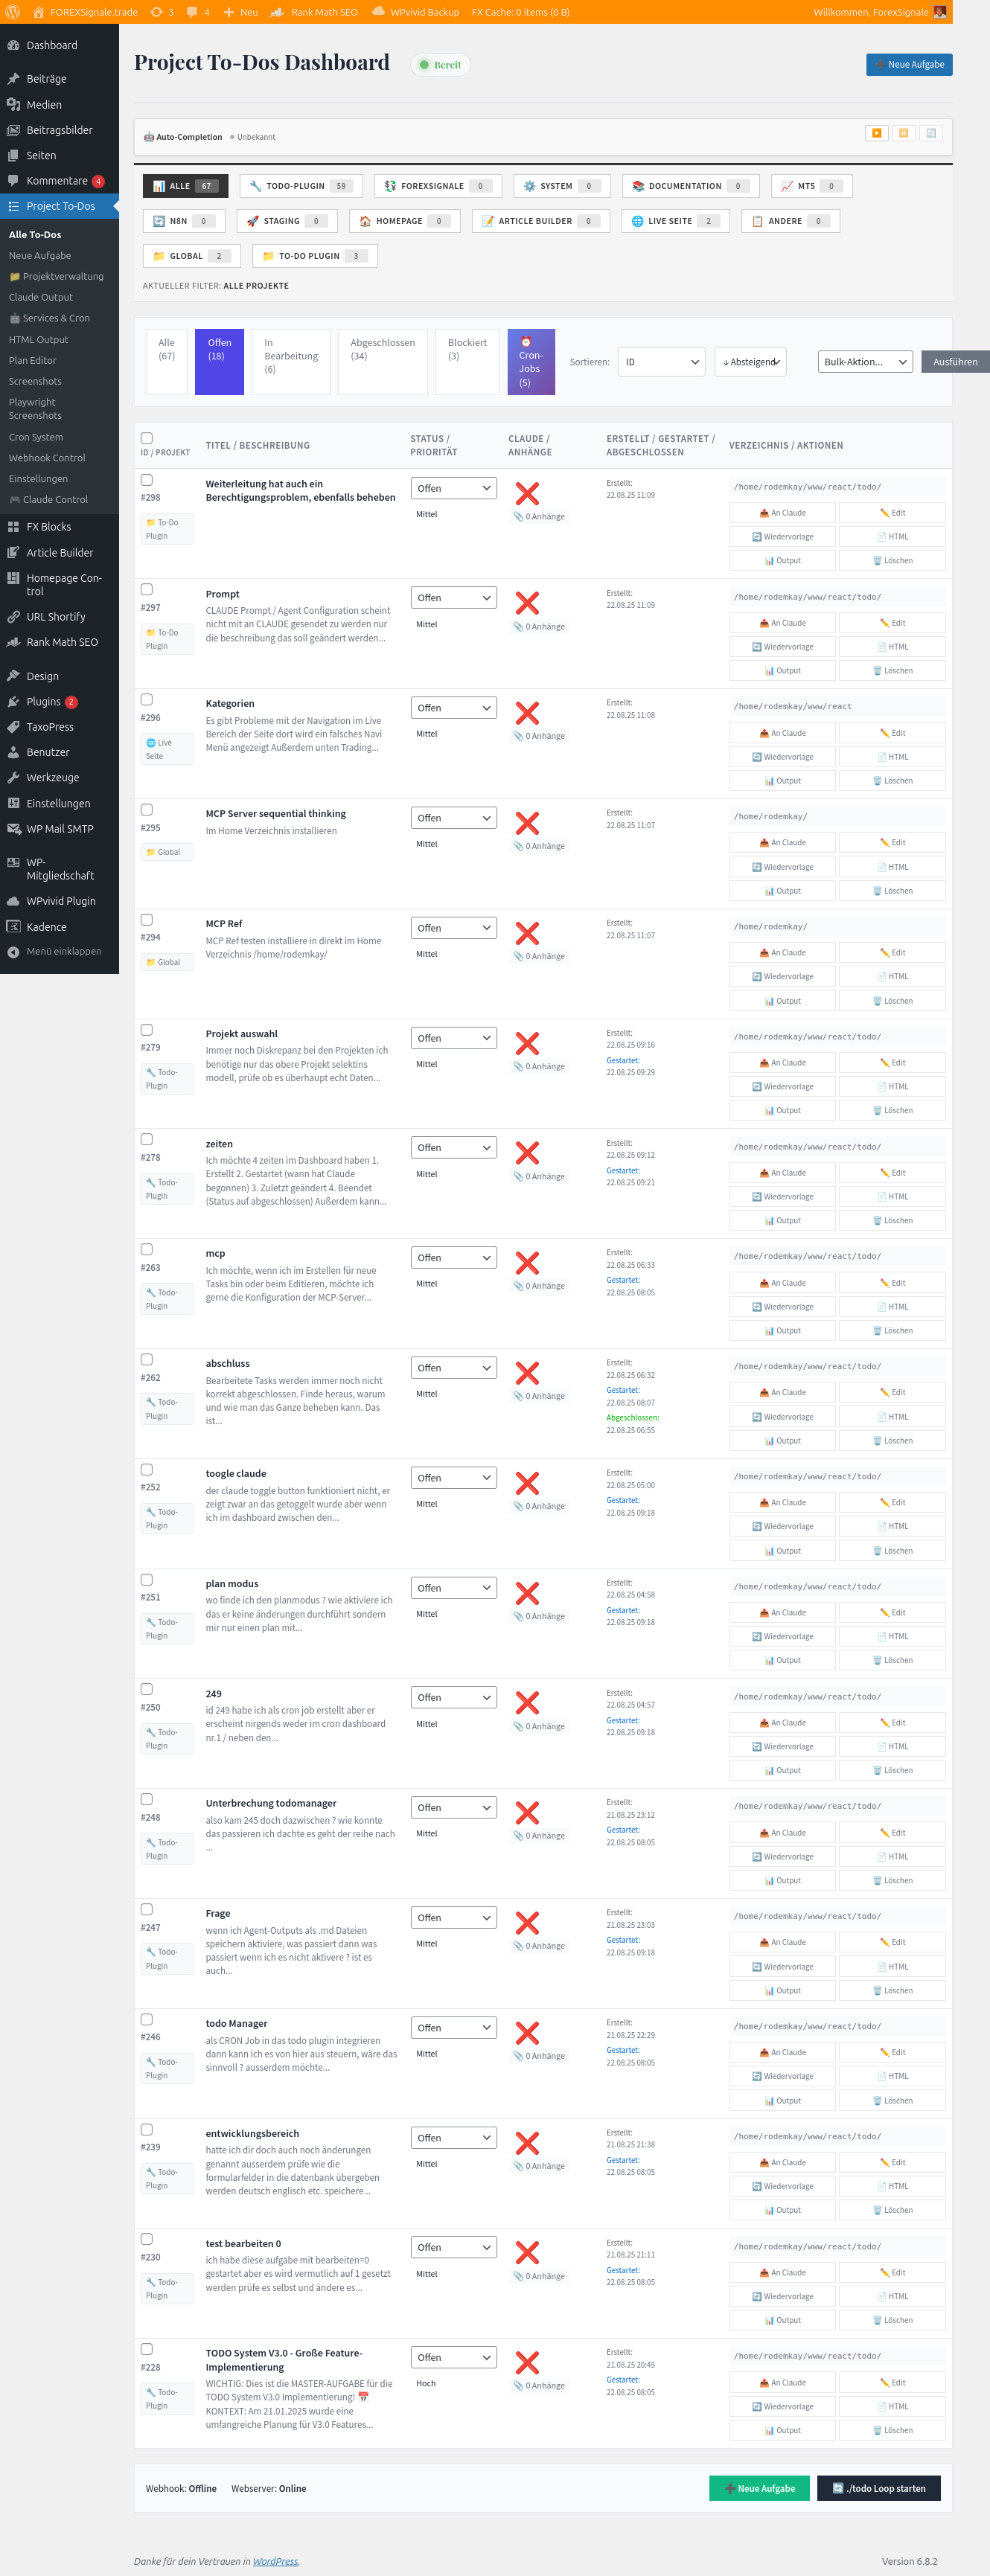 FOREXSignale.trade 3 4 Neu Rank Math SEO WPvivid Backup FX Cache: 0 items (0 B) Willkommen, ForexSignale
Dashboard
Beiträge
Medien
Beitragsbilder
Seiten
Kommentare 4
Project To-Dos
Alle To-Dos
Neue Aufgabe
📁 Projektverwaltung
Claude Output
🤖 Services & Cron
HTML Output
Plan Editor
Screenshots
Playwright
Screenshots
Cron System
Webhook Control
Einstellungen
🎮 Claude Control
FX Blocks
Article Builder
Homepage Con-
trol
URL Shortify
Rank Math SEO
Design
Plugins 2
TaxoPress
Benutzer
Werkzeuge
Einstellungen
WP Mail SMTP
WP-
Mitgliedschaft
WPvivid Plugin
Kadence
Menü einklappen
Project To-Dos Dashboard
Bereit
➕ Neue Aufgabe
🤖 Auto-Completion Unbekannt
📊 ALLE 67 🔧 TODO-PLUGIN 59 💱 FOREXSIGNALE 0 ⚙️ SYSTEM 0 📚 DOCUMENTATION 0 📈 MT5 0
🔄 N8N 0 🚀 STAGING 0 🏠 HOMEPAGE 0 📝 ARTICLE BUILDER 0 🌐 LIVE SEITE 2 📋 ANDERE 0
📁 GLOBAL 2 📁 TO-DO PLUGIN 3
AKTUELLER FILTER: ALLE PROJEKTE
Alle
(67)
Offen
(18)
In
Bearbeitung
(6)
Abgeschlossen
(34)
Blockiert
(3)
⏰
Cron-
Jobs
(5)
Sortieren: ID ↓ Absteigend Bulk-Aktion... Ausführen
ID / PROJEKT
TITEL / BESCHREIBUNG
STATUS /
PRIORITÄT
CLAUDE /
ANHÄNGE
ERSTELLT / GESTARTET /
ABGESCHLOSSEN
VERZEICHNIS / AKTIONEN
#298
📁 To-Do
Plugin
Weiterleitung hat auch ein
Berechtigungsproblem, ebenfalls beheben
Offen
Mittel
❌
📎 0 Anhänge
Erstellt:
22.08.25 11:09
/home/rodemkay/www/react/todo/
📤 An Claude ✏️ Edit
🔄 Wiedervorlage 📄 HTML
📊 Output 🗑️ Löschen
#297
📁 To-Do
Plugin
Prompt
CLAUDE Prompt / Agent Configuration scheint
nicht mit an CLAUDE gesendet zu werden nur
die beschreibung das soll geändert werden...
Offen
Mittel
❌
📎 0 Anhänge
Erstellt:
22.08.25 11:09
/home/rodemkay/www/react/todo/
📤 An Claude ✏️ Edit
🔄 Wiedervorlage 📄 HTML
📊 Output 🗑️ Löschen
#296
🌐 Live
Seite
Kategorien
Es gibt Probleme mit der Navigation im Live
Bereich der Seite dort wird ein falsches Navi
Menü angezeigt Außerdem unten Trading...
Offen
Mittel
❌
📎 0 Anhänge
Erstellt:
22.08.25 11:08
/home/rodemkay/www/react
📤 An Claude ✏️ Edit
🔄 Wiedervorlage 📄 HTML
📊 Output 🗑️ Löschen
#295
📁 Global
MCP Server sequential thinking
Im Home Verzeichnis installieren
Offen
Mittel
❌
📎 0 Anhänge
Erstellt:
22.08.25 11:07
/home/rodemkay/
📤 An Claude ✏️ Edit
🔄 Wiedervorlage 📄 HTML
📊 Output 🗑️ Löschen
#294
📁 Global
MCP Ref
MCP Ref testen installiere in direkt im Home
Verzeichnis /home/rodemkay/
Offen
Mittel
❌
📎 0 Anhänge
Erstellt:
22.08.25 11:07
/home/rodemkay/
📤 An Claude ✏️ Edit
🔄 Wiedervorlage 📄 HTML
📊 Output 🗑️ Löschen
#279
🔧 Todo-
Plugin
Projekt auswahl
Immer noch Diskrepanz bei den Projekten ich
benötige nur das obere Projekt selektins
modell, prüfe ob es überhaupt echt Daten...
Offen
Mittel
❌
📎 0 Anhänge
Erstellt:
22.08.25 09:16
Gestartet:
22.08.25 09:29
/home/rodemkay/www/react/todo/
📤 An Claude ✏️ Edit
🔄 Wiedervorlage 📄 HTML
📊 Output 🗑️ Löschen
#278
🔧 Todo-
Plugin
zeiten
Ich möchte 4 zeiten im Dashboard haben 1.
Erstellt 2. Gestartet (wann hat Claude
begonnen) 3. Zuletzt geändert 4. Beendet
(Status auf abgeschlossen) Außerdem kann...
Offen
Mittel
❌
📎 0 Anhänge
Erstellt:
22.08.25 09:12
Gestartet:
22.08.25 09:21
/home/rodemkay/www/react/todo/
📤 An Claude ✏️ Edit
🔄 Wiedervorlage 📄 HTML
📊 Output 🗑️ Löschen
#263
🔧 Todo-
Plugin
mcp
Ich möchte, wenn ich im Erstellen für neue
Tasks bin oder beim Editieren, möchte ich
gerne die Konfiguration der MCP-Server...
Offen
Mittel
❌
📎 0 Anhänge
Erstellt:
22.08.25 06:33
Gestartet:
22.08.25 08:05
/home/rodemkay/www/react/todo/
📤 An Claude ✏️ Edit
🔄 Wiedervorlage 📄 HTML
📊 Output 🗑️ Löschen
#262
🔧 Todo-
Plugin
abschluss
Bearbeitete Tasks werden immer noch nicht
korrekt abgeschlossen. Finde heraus, warum
und wie man das Ganze beheben kann. Das
ist...
Offen
Mittel
❌
📎 0 Anhänge
Erstellt:
22.08.25 06:32
Gestartet:
22.08.25 08:07
Abgeschlossen:
22.08.25 06:55
/home/rodemkay/www/react/todo/
📤 An Claude ✏️ Edit
🔄 Wiedervorlage 📄 HTML
📊 Output 🗑️ Löschen
#252
🔧 Todo-
Plugin
toogle claude
der claude toggle button funktioniert nicht, er
zeigt zwar an das getoggelt wurde aber wenn
ich im dashboard zwischen den...
Offen
Mittel
❌
📎 0 Anhänge
Erstellt:
22.08.25 05:00
Gestartet:
22.08.25 09:18
/home/rodemkay/www/react/todo/
📤 An Claude ✏️ Edit
🔄 Wiedervorlage 📄 HTML
📊 Output 🗑️ Löschen
#251
🔧 Todo-
Plugin
plan modus
wo finde ich den planmodus ? wie aktiviere ich
das er keine änderungen durchführt sondern
mir nur einen plan mit...
Offen
Mittel
❌
📎 0 Anhänge
Erstellt:
22.08.25 04:58
Gestartet:
22.08.25 09:18
/home/rodemkay/www/react/todo/
📤 An Claude ✏️ Edit
🔄 Wiedervorlage 📄 HTML
📊 Output 🗑️ Löschen
#250
🔧 Todo-
Plugin
249
id 249 habe ich als cron job erstellt aber er
erscheint nirgends weder im cron dashboard
nr.1 / neben den...
Offen
Mittel
❌
📎 0 Anhänge
Erstellt:
22.08.25 04:57
Gestartet:
22.08.25 09:18
/home/rodemkay/www/react/todo/
📤 An Claude ✏️ Edit
🔄 Wiedervorlage 📄 HTML
📊 Output 🗑️ Löschen
#248
🔧 Todo-
Plugin
Unterbrechung todomanager
also kam 245 doch dazwischen ? wie konnte
das passieren ich dachte es geht der reihe nach
...
Offen
Mittel
❌
📎 0 Anhänge
Erstellt:
21.08.25 23:12
Gestartet:
22.08.25 08:05
/home/rodemkay/www/react/todo/
📤 An Claude ✏️ Edit
🔄 Wiedervorlage 📄 HTML
📊 Output 🗑️ Löschen
#247
🔧 Todo-
Plugin
Frage
wenn ich Agent-Outputs als .md Dateien
speichern aktiviere, was passiert dann was
passiert wenn ich es nicht aktivere ? ist es
auch...
Offen
Mittel
❌
📎 0 Anhänge
Erstellt:
21.08.25 23:03
Gestartet:
22.08.25 09:18
/home/rodemkay/www/react/todo/
📤 An Claude ✏️ Edit
🔄 Wiedervorlage 📄 HTML
📊 Output 🗑️ Löschen
#246
🔧 Todo-
Plugin
todo Manager
als CRON Job in das todo plugin integrieren
dann kann ich es von hier aus steuern, wäre das
sinnvoll ? ausserdem möchte...
Offen
Mittel
❌
📎 0 Anhänge
Erstellt:
21.08.25 22:29
Gestartet:
22.08.25 08:05
/home/rodemkay/www/react/todo/
📤 An Claude ✏️ Edit
🔄 Wiedervorlage 📄 HTML
📊 Output 🗑️ Löschen
#239
🔧 Todo-
Plugin
entwicklungsbereich
hatte ich dir doch auch noch änderungen
genannt ausserdem prüfe wie die
formularfelder in die datenbank übergeben
werden deutsch englisch etc. speichere...
Offen
Mittel
❌
📎 0 Anhänge
Erstellt:
21.08.25 21:38
Gestartet:
22.08.25 08:05
/home/rodemkay/www/react/todo/
📤 An Claude ✏️ Edit
🔄 Wiedervorlage 📄 HTML
📊 Output 🗑️ Löschen
#230
🔧 Todo-
Plugin
test bearbeiten 0
ich habe diese aufgabe mit bearbeiten=0
gestartet aber es wird vermutlich auf 1 gesetzt
werden prüfe es selbst und ändere es...
Offen
Mittel
❌
📎 0 Anhänge
Erstellt:
21.08.25 21:11
Gestartet:
22.08.25 08:05
/home/rodemkay/www/react/todo/
📤 An Claude ✏️ Edit
🔄 Wiedervorlage 📄 HTML
📊 Output 🗑️ Löschen
#228
🔧 Todo-
Plugin
TODO System V3.0 - Große Feature-
Implementierung
WICHTIG: Dies ist die MASTER-AUFGABE für die
TODO System V3.0 Implementierung! 📅
KONTEXT: Am 21.01.2025 wurde eine
umfangreiche Planung für V3.0 Features...
Offen
Hoch
❌
📎 0 Anhänge
Erstellt:
21.08.25 20:45
Gestartet:
22.08.25 08:05
/home/rodemkay/www/react/todo/
📤 An Claude ✏️ Edit
🔄 Wiedervorlage 📄 HTML
📊 Output 🗑️ Löschen
Webhook: Offline Webserver: Online ➕ Neue Aufgabe 🔄 ./todo Loop starten
Danke für dein Vertrauen in WordPress. Version 6.8.2